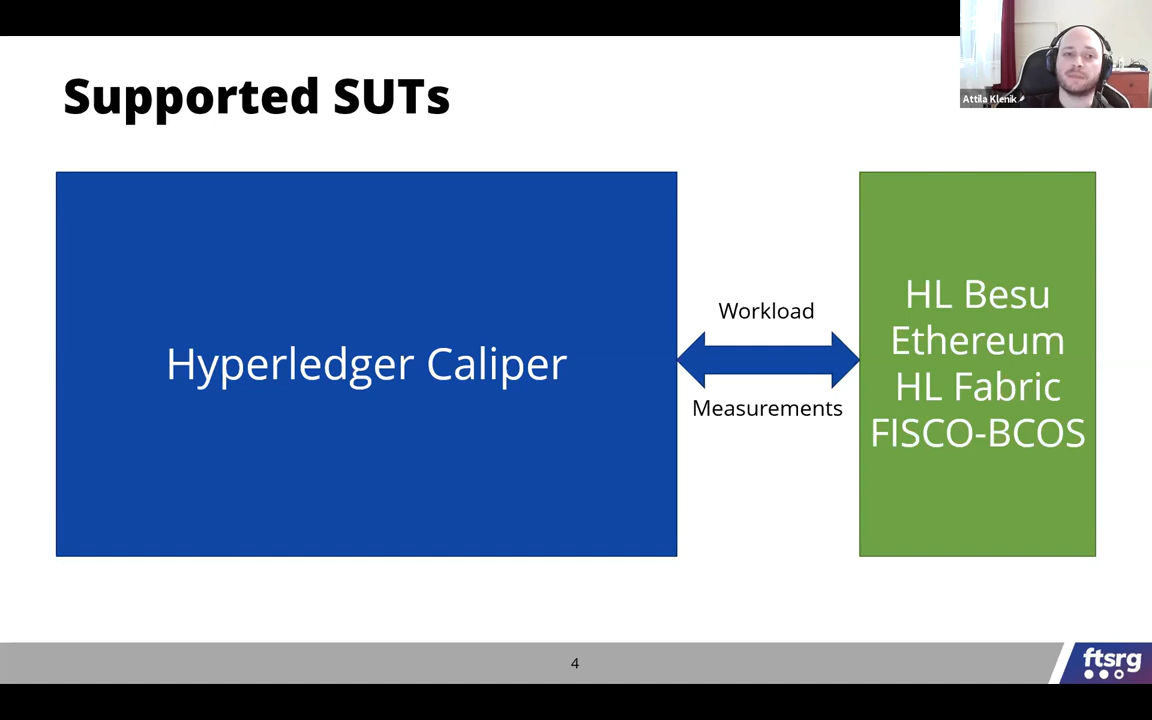 Supported SUTs
Attila Klenik
Hyperledger Caliper
Workload
Measurements
HL Besu
Ethereum
HL Fabric
FISCO-BCOS
4
ftsrg